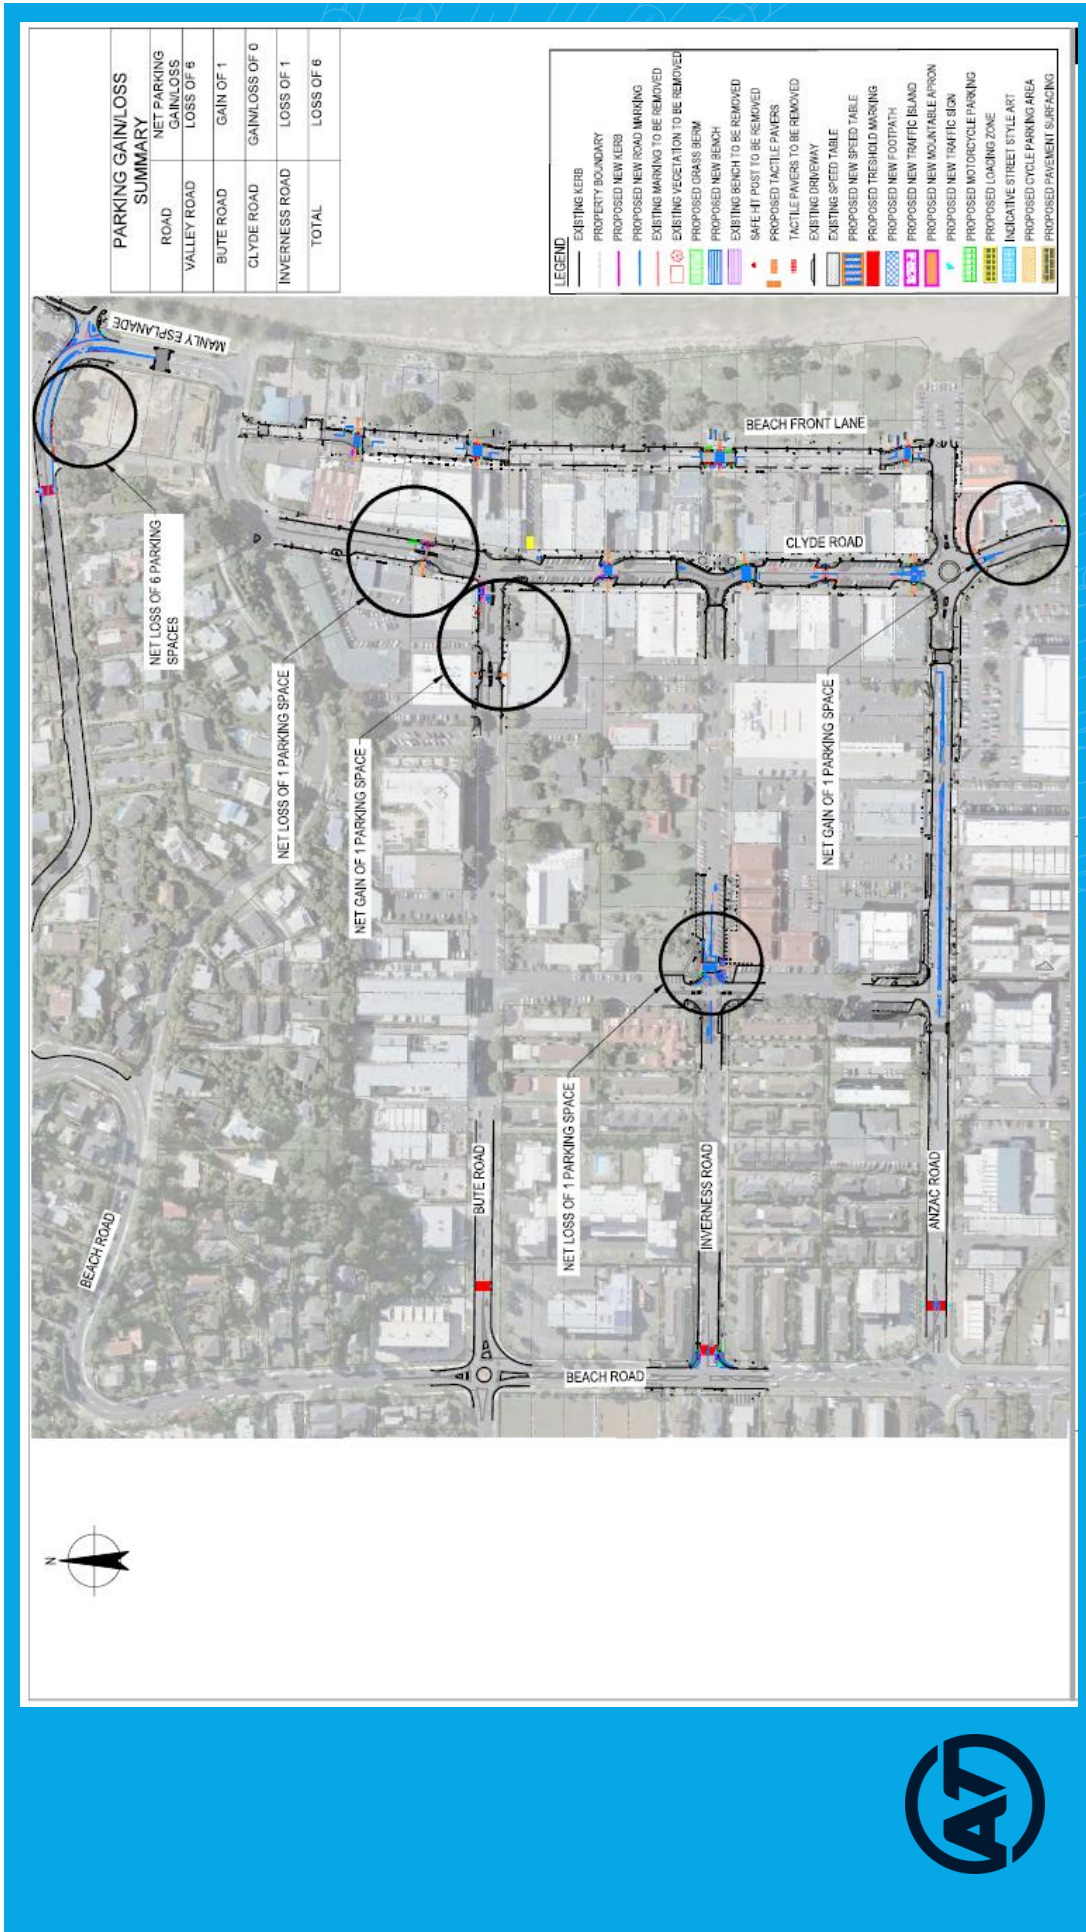 PARKING GAIN/LOSS
SUMMARY
ROAD
NET PARKING
GAIN/LOSS
VALLEY ROAD
LOSS OF 6
BUTE ROAD
GAIN OF 1
CLYDE ROAD
GAIN/LOSS OF 0
INVERNESS ROAD
LOSS OF 1
TOTAL
LOSS OF 6
LEGEND
EXISTING KERB
PROPERTY BOUNDARY
PROPOSED NEW KERB
PROPOSED NEW ROAD MARKING
EXISTING MARKING TO BE REMOVED
EXISTING VEGETATION TO BE REMOVED
PROPOSED GRASS BERM
PROPOSED NEW BENCH
EXISTING BENCH TO BE REMOVED
SAFE HIT POST TO BE REMOVED
PROPOSED TACTILE PAVERS
TACTILE PAVERS TO BE REMOVED
EXISTING DRIVEWAY
EXISTING SPEED TABLE
PROPOSED NEW SPEED TABLE
PROPOSED TRESHOLD MARKING
PROPOSED NEW FOOTPATH
PROPOSED NEW TRAFFIC ISLAND
PROPOSED NEW MOUNTABLE APRON
PROPOSED NEW TRAFFIC SIGN
PROPOSED MOTORCYCLE PARKING
PROPOSED LOADING ZONE
INDICATIVE STREET STYLE ART
PROPOSED CYCLE PARKING AREA
PROPOSED PAVEMENT SURFACING
MANLY ESPLANADE
BEACH FRONT LANE
CLYDE ROAD
NET LOSS OF 6 PARKING
SPACES
NET LOSS OF 1 PARKING SPACE
NET GAIN OF 1 PARKING SPACE
NET GAIN OF 1 PARKING SPACE
NET LOSS OF 1 PARKING SPACE
BEACH ROAD
BUTE ROAD
INVERNESS ROAD
ANZAC ROAD
BEACH ROAD
N
AT